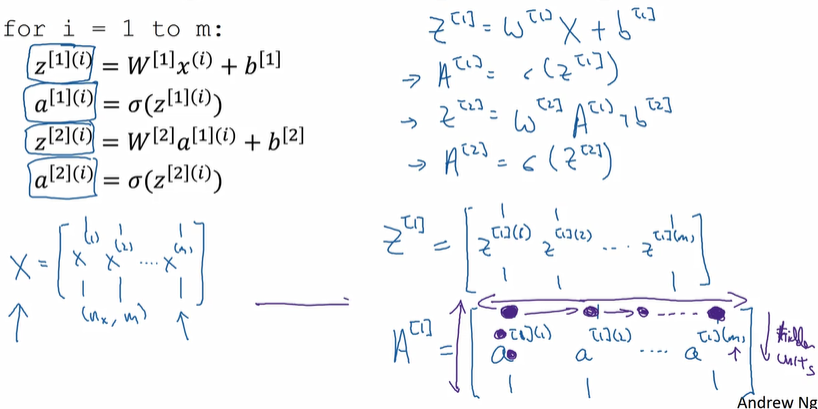 for i = 1 to m:
z^[1](i) = W^[1]x^(i) + b^[1]
a^[1](i) = σ(z^[1](i))
z^[2](i) = W^[2]a^[1](i) + b^[2]
a^[2](i) = σ(z^[2](i))
Z^[1] = W^[1] X + b^[1]
→ A^[1] = σ(Z^[1])
→ Z^[2] = W^[2] A^[1] + b^[2]
→ A^[2] = σ(Z^[2])
X = [x^(1) x^(2) .... x^(m)]
(n_x, m)
Z^[1] = [z^[1](1) z^[1](2) ... z^[1](m)]
A^[1] = [a^[1](1) a^[1](2) .... a^[1](m)]
hidden
units
Andrew Ng